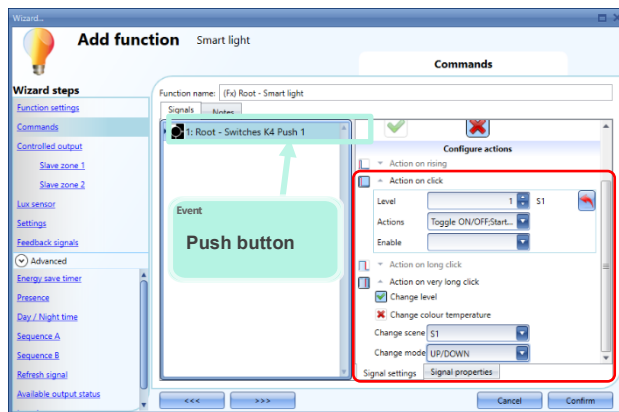 Wizard...
Add function Smart light
Commands
Wizard steps
Function settings
Commands
Controlled output
Slave zone 1
Slave zone 2
Lux sensor
Settings
Feedback signals
Advanced
Energy save timer
Presence
Day / Night time
Sequence A
Sequence B
Refresh signal
Available output status
Function name: (Fx) Root - Smart light
Signals Notes
1: Root - Switches K4 Push 1
Event
Push button
Configure actions
Action on rising
Action on click
Level 1 S1
Actions Toggle ON/OFF;Start...
Enable
Action on long click
Action on very long click
Change level
Change colour temperature
Change scene S1
Change mode UP/DOWN
Signal settings Signal properties
<<< >>> Cancel Confirm